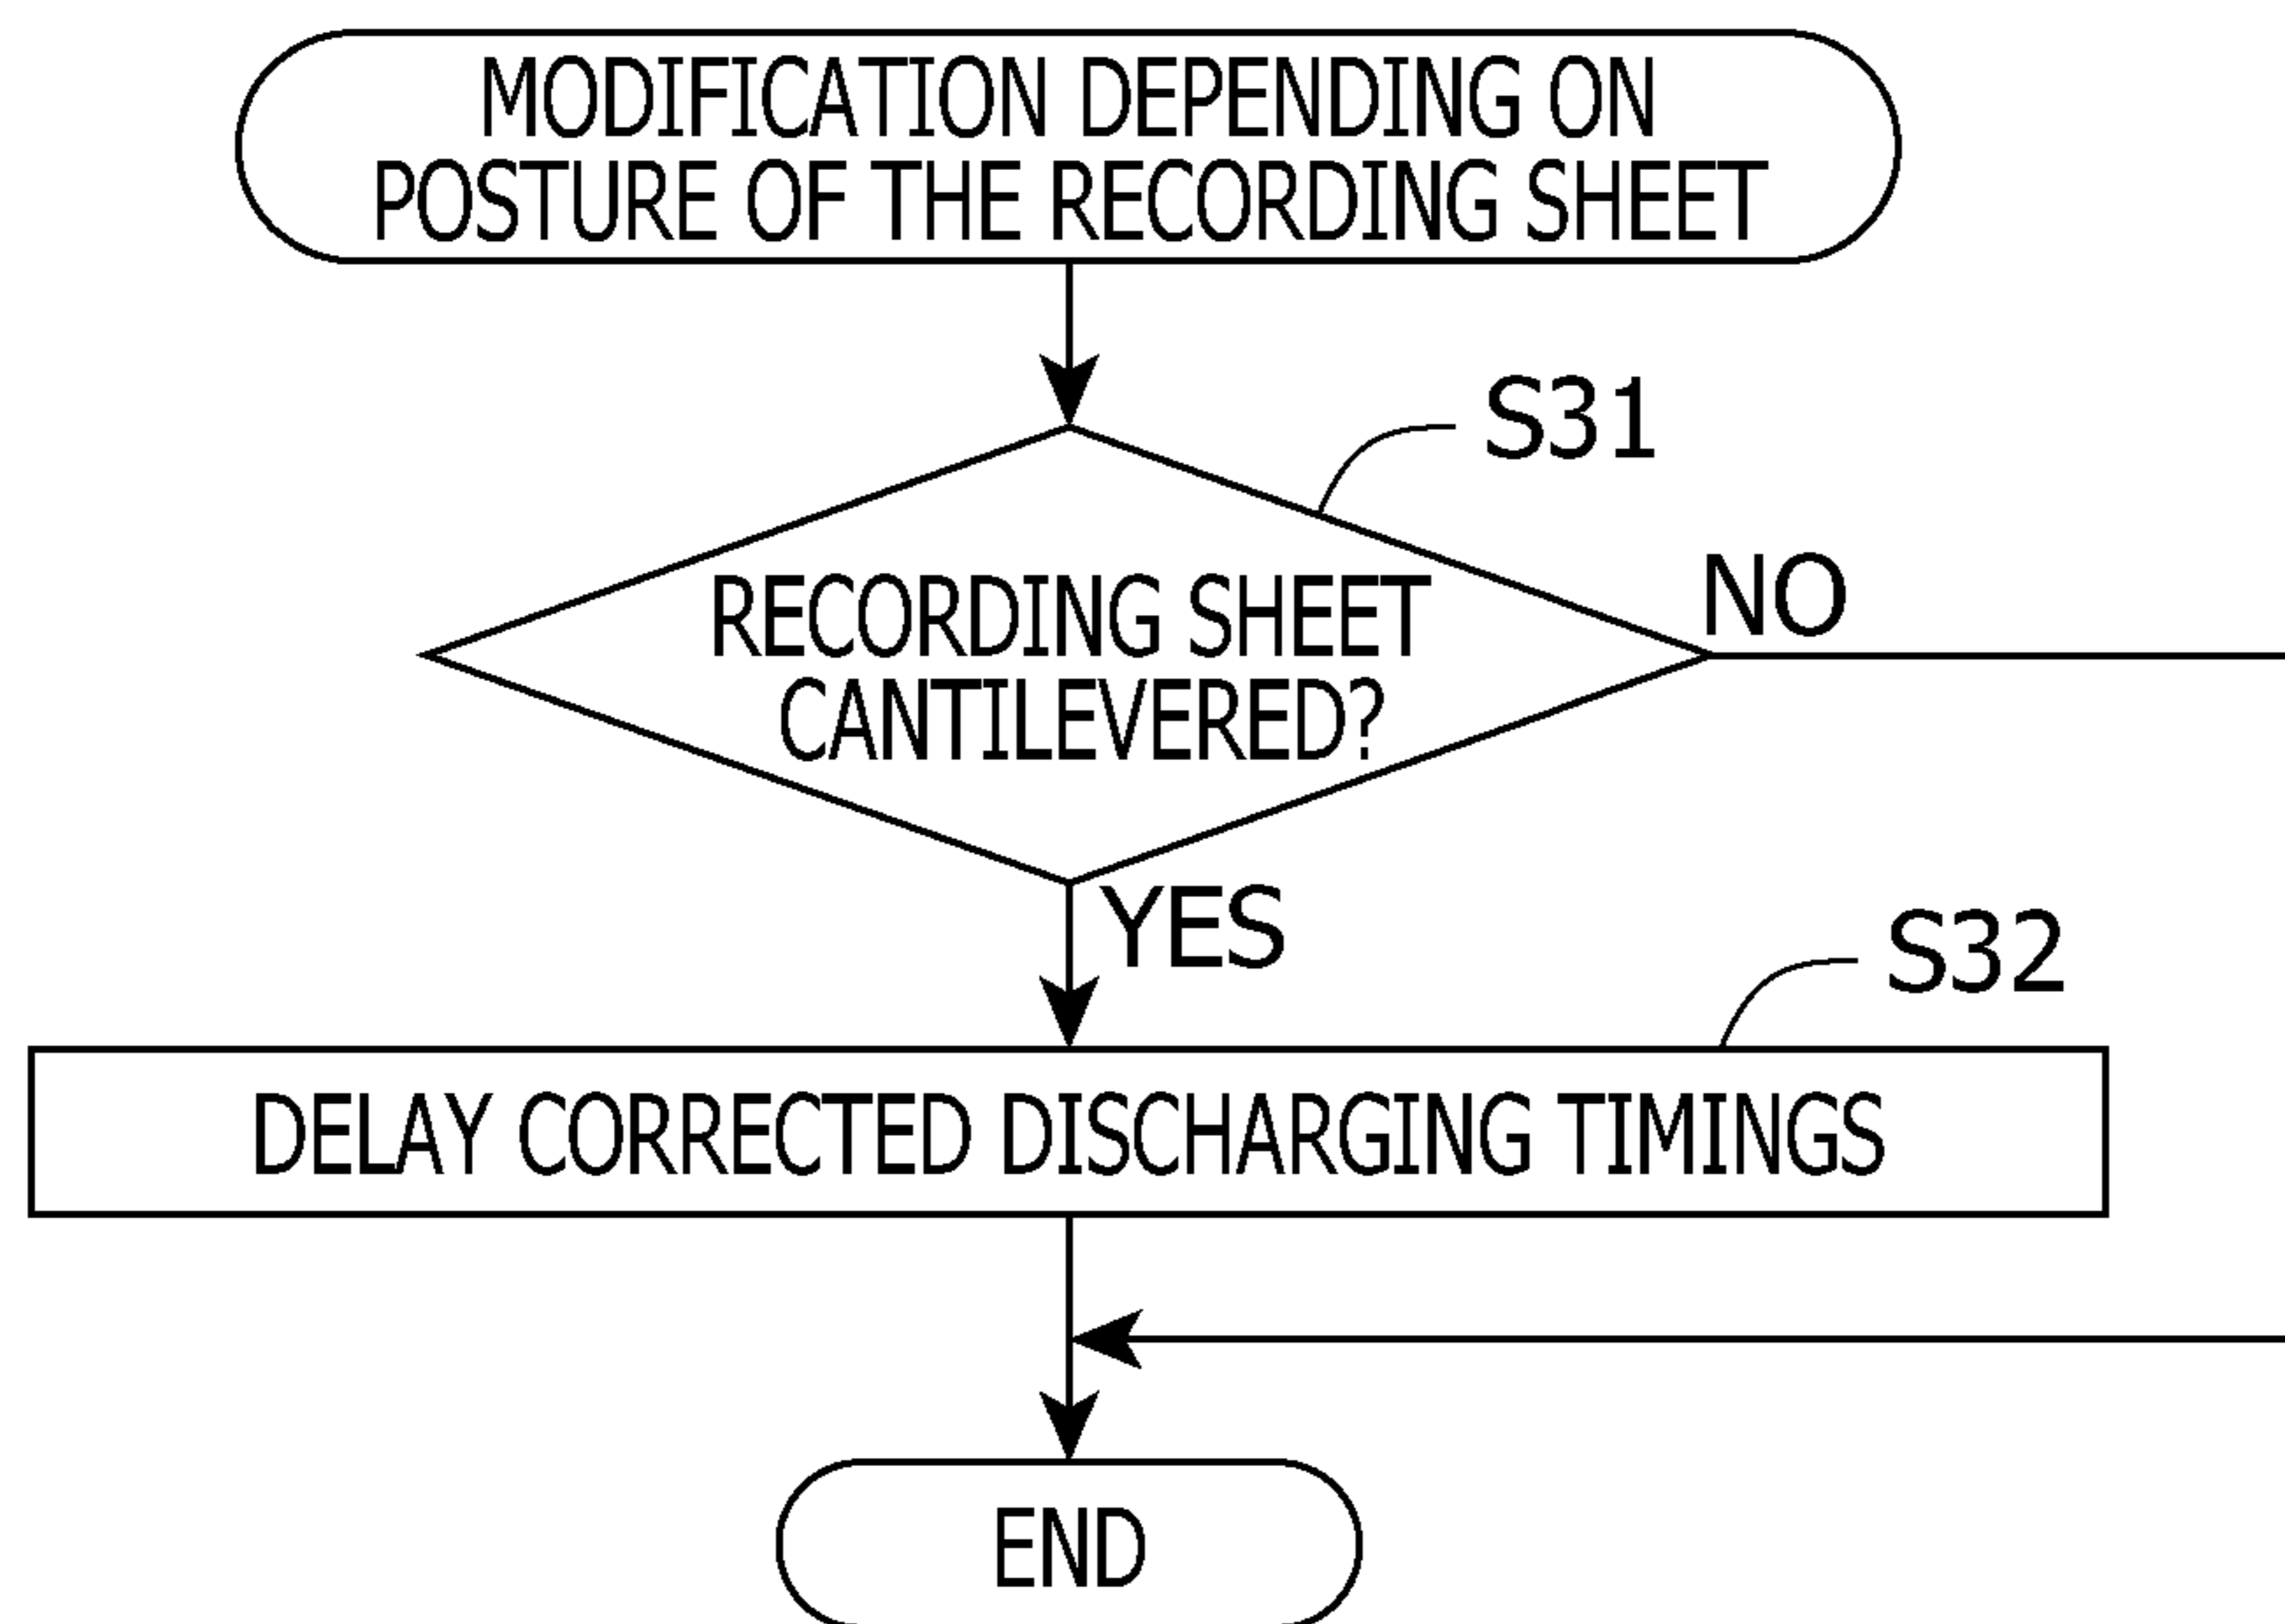 MODIFICATION DEPENDING ON
POSTURE OF THE RECORDING SHEET
S31
RECORDING SHEET
CANTILEVERED?
NO
YES
S32
DELAY CORRECTED DISCHARGING TIMINGS
END